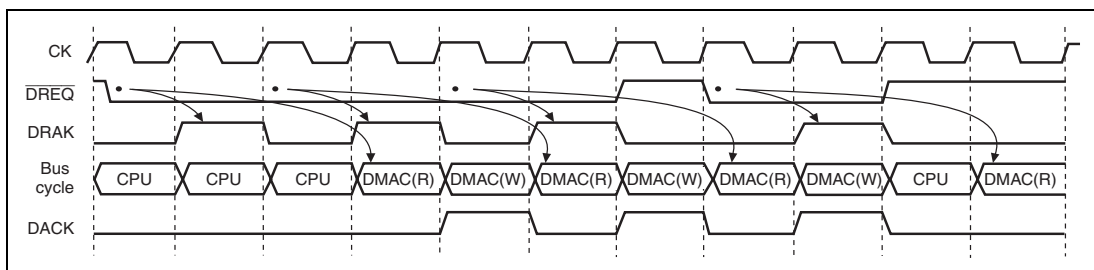 CK
DREQ
DRAK
Bus
cycle
CPU CPU CPU DMAC(R) DMAC(W) DMAC(R) DMAC(W) DMAC(R) DMAC(W) CPU DMAC(R)
DACK